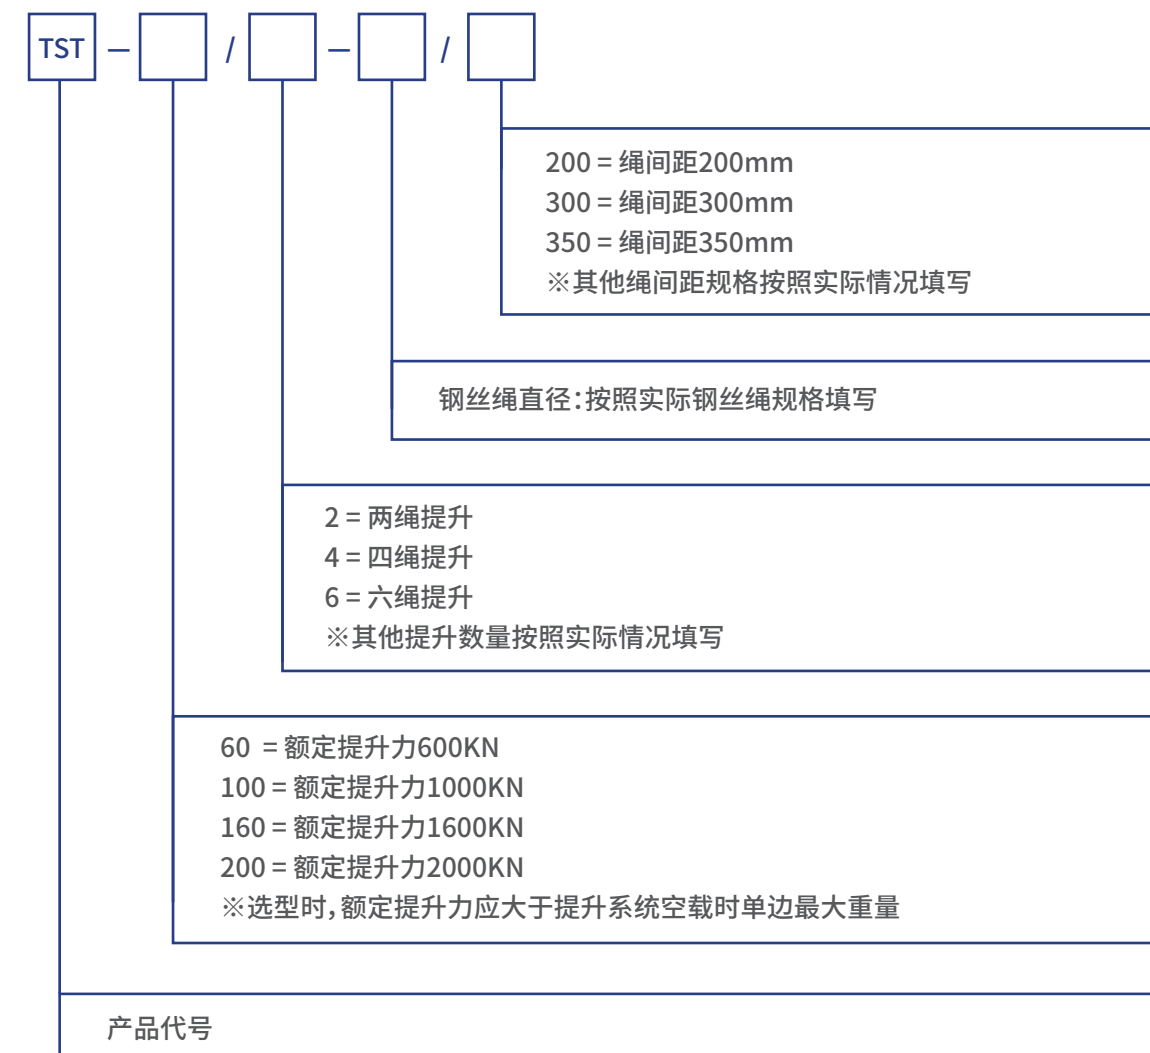 TST – / – /
200 = 绳间距200mm
300 = 绳间距300mm
350 = 绳间距350mm
※其他绳间距规格按照实际情况填写
钢丝绳直径：按照实际钢丝绳规格填写
2 = 两绳提升
4 = 四绳提升
6 = 六绳提升
※其他提升数量按照实际情况填写
60 = 额定提升力600KN
100 = 额定提升力1000KN
160 = 额定提升力1600KN
200 = 额定提升力2000KN
※选型时，额定提升力应大于提升系统空载时单边最大重量
产品代号